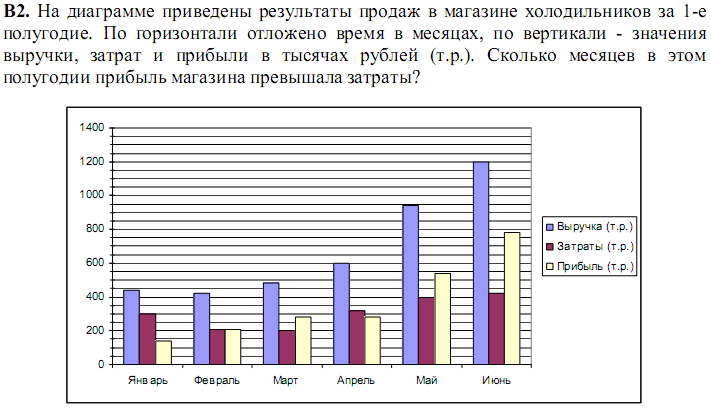 В2. На диаграмме приведены результаты продаж в магазине холодильников за 1-е
полугодие. По горизонтали отложено время в месяцах, по вертикали - значения
выручки, затрат и прибыли в тысячах рублей (т.р.). Сколько месяцев в этом
полугодии прибыль магазина превышала затраты?
1400
1200
1000
800
600
400
200
0
Январь Февраль Март Апрель Май Июнь
Выручка (т.р.)
Затраты (т.р.)
Прибыль (т.р.)